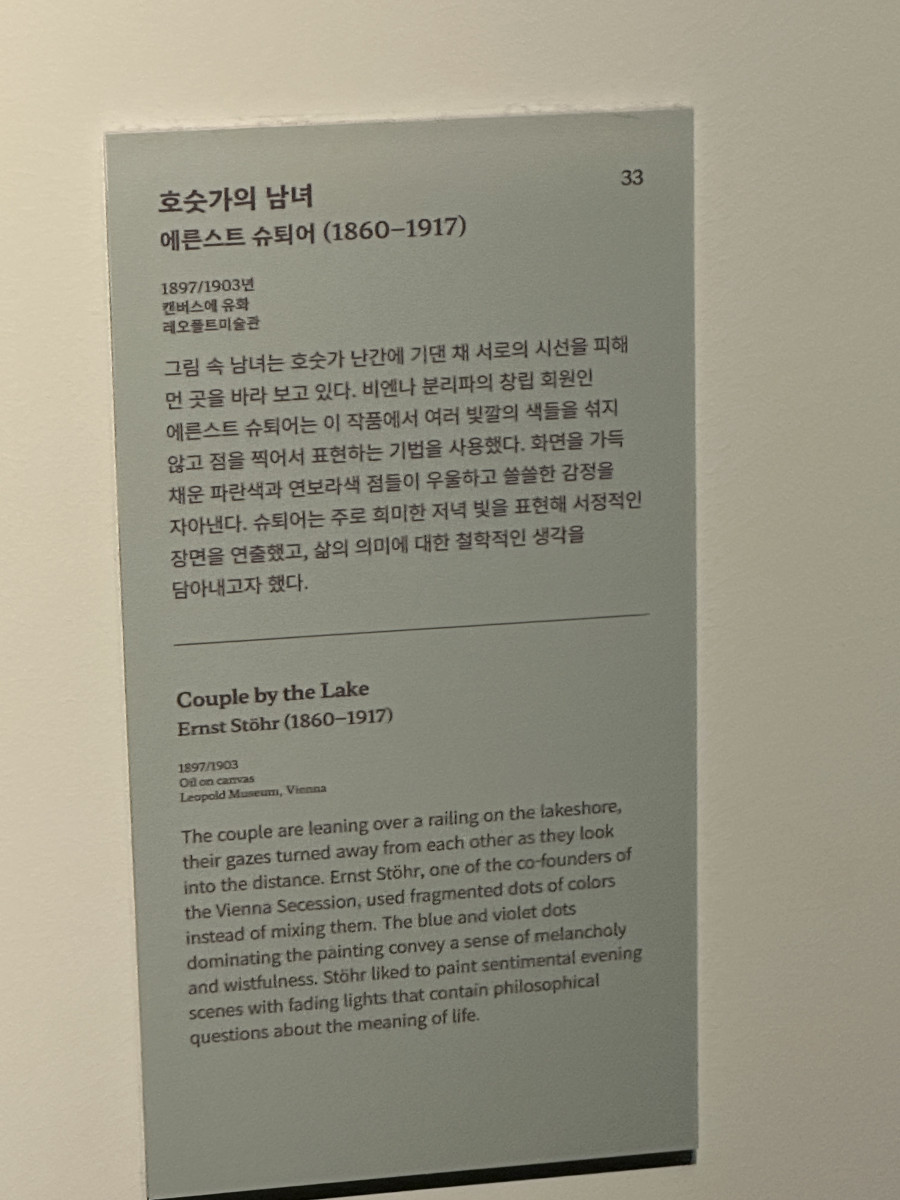 호숫가의 남녀
33
에른스트 슈퇴어 (1860–1917)
1897/1903년
캔버스에 유화
레오폴트미술관
그림 속 남녀는 호숫가 난간에 기댄 채 서로의 시선을 피해
먼 곳을 바라 보고 있다. 비엔나 분리파의 창립 회원인
에른스트 슈퇴어는 이 작품에서 여러 빛깔의 색들을 섞지
않고 점을 찍어서 표현하는 기법을 사용했다. 화면을 가득
채운 파란색과 연보라색 점들이 우울하고 쓸쓸한 감정을
자아낸다. 슈퇴어는 주로 희미한 저녁 빛을 표현해 서정적인
장면을 연출했고, 삶의 의미에 대한 철학적인 생각을
담아내고자 했다.
Couple by the Lake
Ernst Stöhr (1860–1917)
1897/1903
Oil on canvas
Leopold Museum, Vienna
The couple are leaning over a railing on the lakeshore,
their gazes turned away from each other as they look
into the distance. Ernst Stöhr, one of the co-founders of
the Vienna Secession, used fragmented dots of colors
instead of mixing them. The blue and violet dots
dominating the painting convey a sense of melancholy
and wistfulness. Stöhr liked to paint sentimental evening
scenes with fading lights that contain philosophical
questions about the meaning of life.